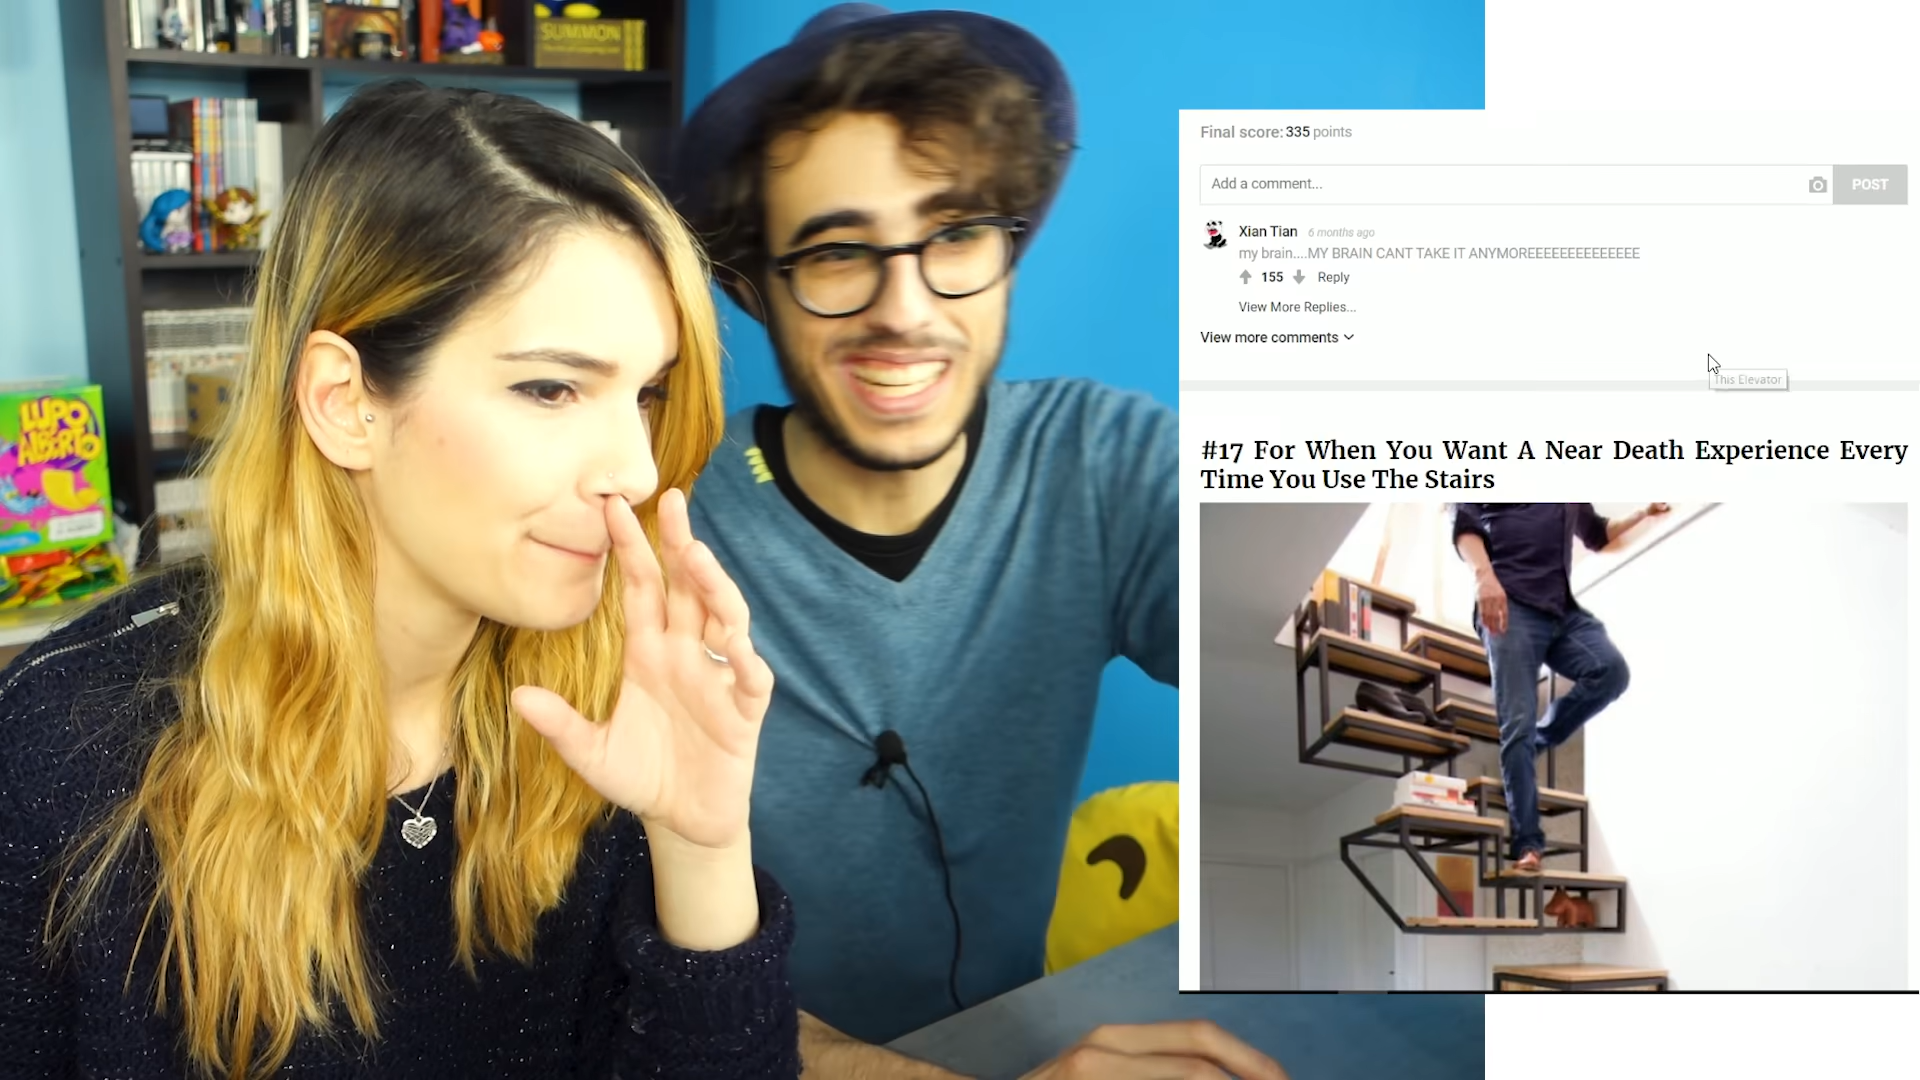 SUMMON
LUPO
ALBERTO
Final score: 335 points
Add a comment...
POST
Xian Tian 6 months ago
my brain....MY BRAIN CANT TAKE IT ANYMOREEEEEEEEEEEEEE
155 Reply
View More Replies...
View more comments
This Elevator
#17 For When You Want A Near Death Experience Every
Time You Use The Stairs